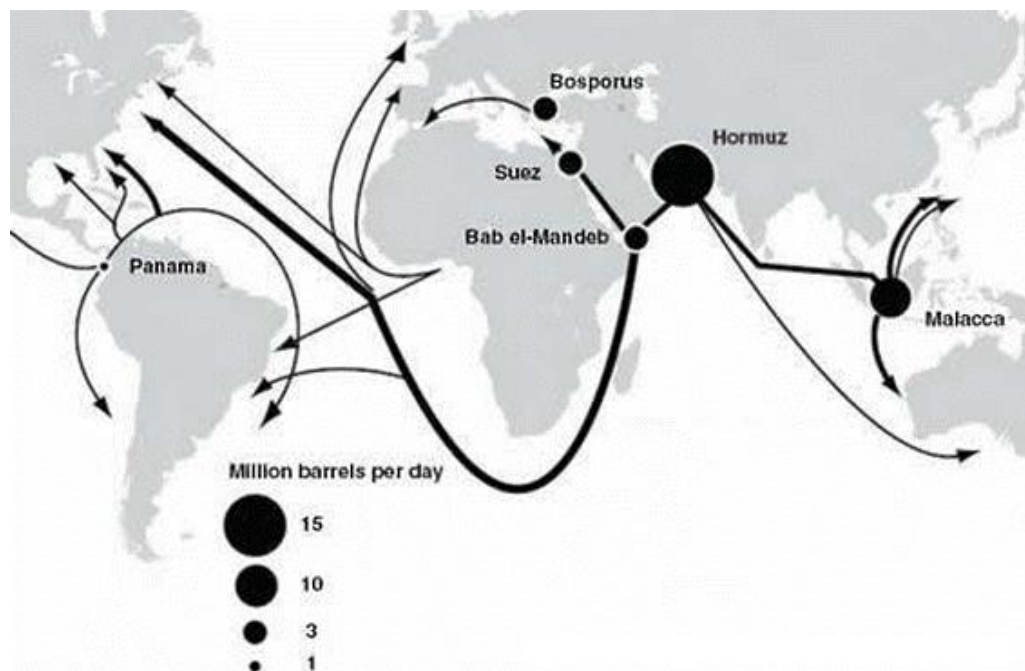 Bosporus
Hormuz
Suez
Bab el-Mandeb
Panama
Malacca
Million barrels per day
15
10
3
1